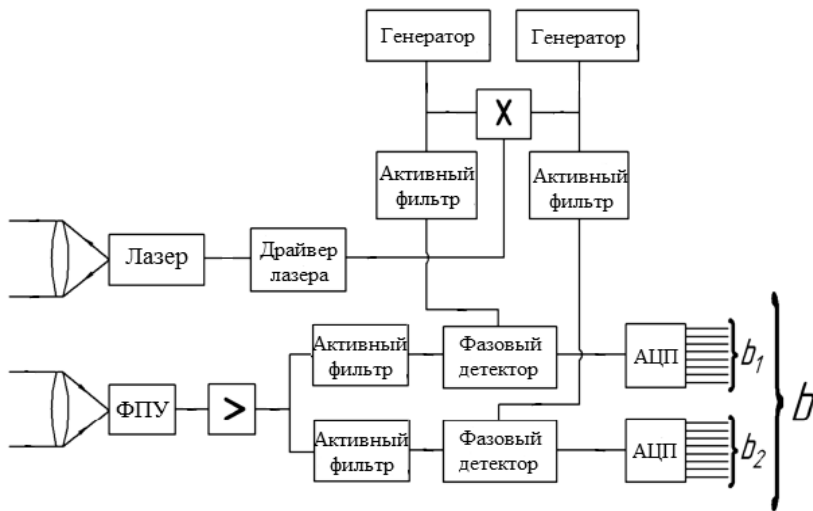 Генератор
Генератор
X
Активный
фильтр
Активный
фильтр
Лазер
Драйвер
лазера
Активный
фильтр
Фазовый
детектор
АЦП
b1
ФПУ
>
b
Активный
фильтр
Фазовый
детектор
АЦП
b2